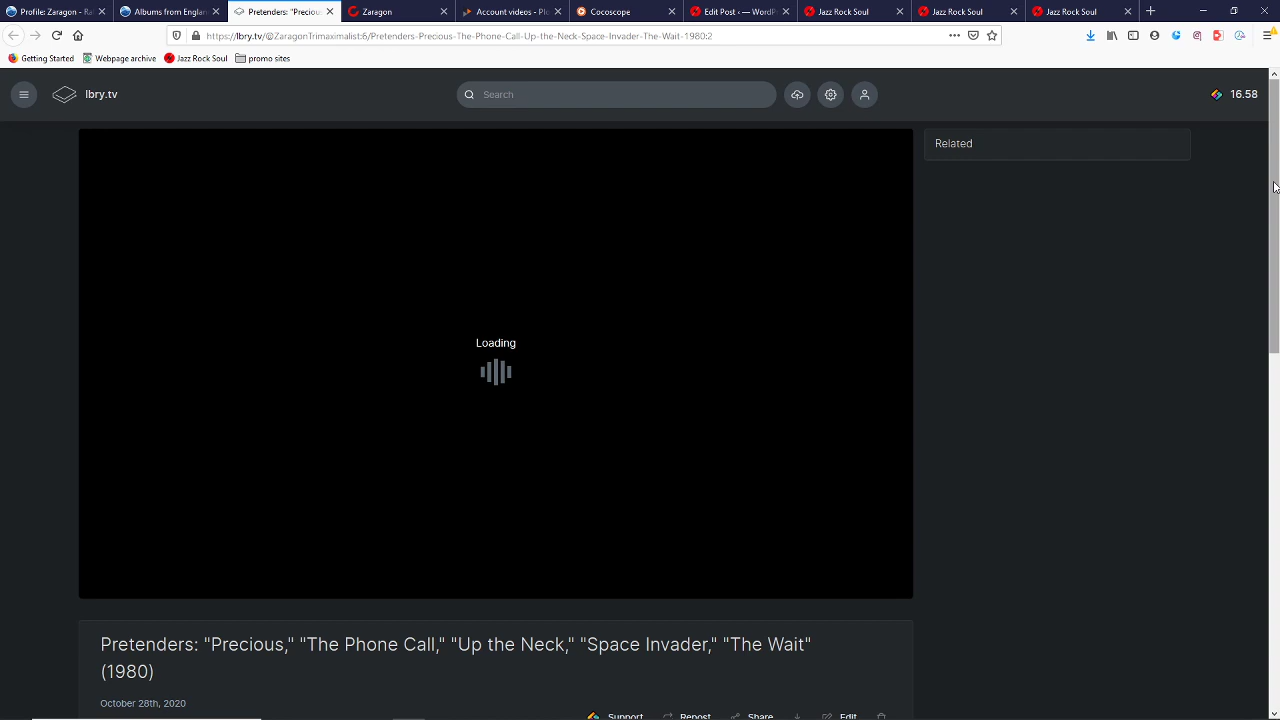 Profile: Zaragon - Ra
Albums from Englan
Pretenders: "Preciou
Zaragon
Account videos - Ple
Cocoscope
Edit Post ‹ — WordPr
Jazz Rock Soul
Jazz Rock Soul
Jazz Rock Soul
https://lbry.tv/@ZaragonTrimaximalist:6/Pretenders-Precious-The-Phone-Call-Up-the-Neck-Space-Invader-The-Wait-1980:2
Getting Started
Webpage archive
Jazz Rock Soul
promo sites
lbry.tv
Search
16.58
Related
Loading
Pretenders: "Precious," "The Phone Call," "Up the Neck," "Space Invader," "The Wait"
(1980)
October 28th, 2020
Support
Repost
Share
Edit